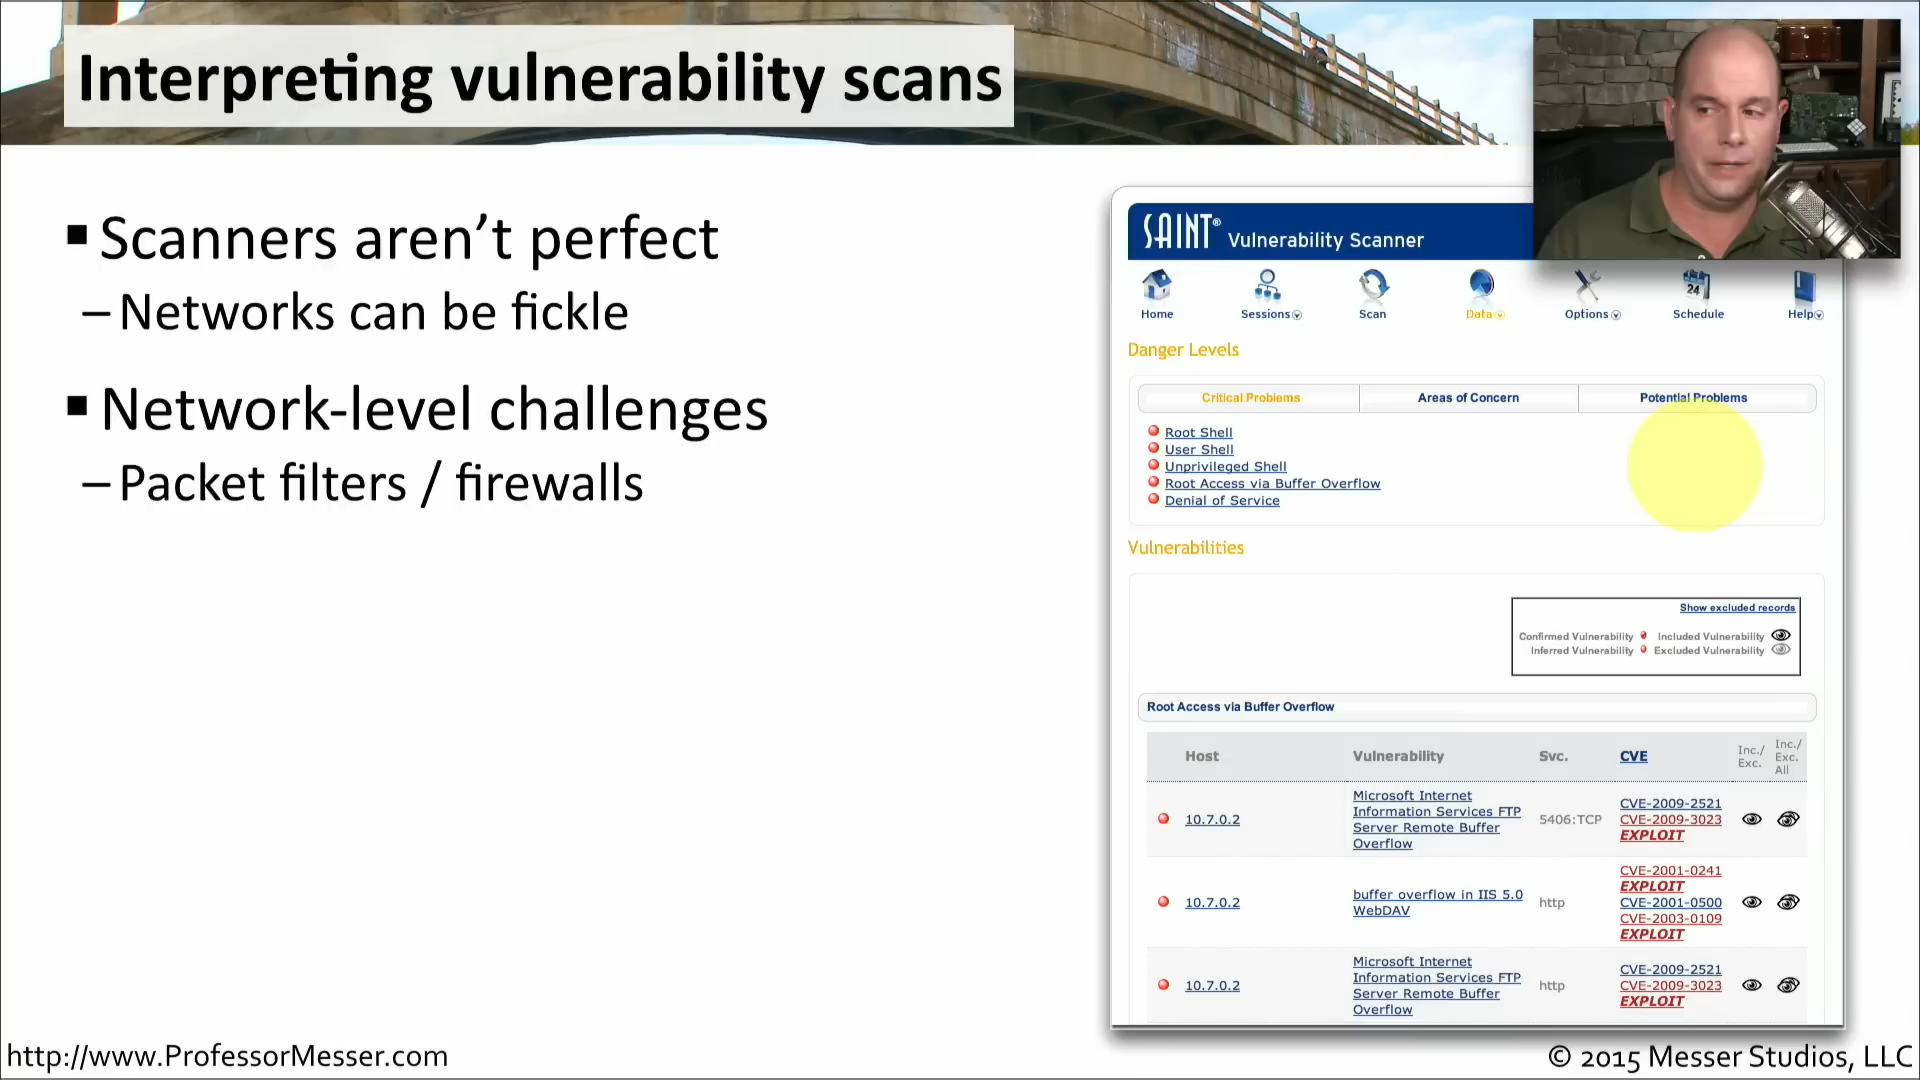 Interpreting vulnerability scans
▪ Scanners aren't perfect
– Networks can be fickle
▪ Network-level challenges
– Packet filters / firewalls
SAINT® Vulnerability Scanner
Home Sessions Scan Data Options Schedule Help
24
Danger Levels
Critical Problems Areas of Concern Potential Problems
Root Shell
User Shell
Unprivileged Shell
Root Access via Buffer Overflow
Denial of Service
Vulnerabilities
Show excluded records
Confirmed Vulnerability Included Vulnerability
Inferred Vulnerability Excluded Vulnerability
Root Access via Buffer Overflow
Host Vulnerability Svc. CVE Inc./ Exc. Inc./ Exc. All
10.7.0.2
Microsoft Internet
Information Services FTP
Server Remote Buffer
Overflow
5406:TCP
CVE-2009-2521
CVE-2009-3023
EXPLOIT
10.7.0.2
buffer overflow in IIS 5.0
WebDAV
http
CVE-2001-0241
EXPLOIT
CVE-2001-0500
CVE-2003-0109
EXPLOIT
10.7.0.2
Microsoft Internet
Information Services FTP
Server Remote Buffer
Overflow
http
CVE-2009-2521
CVE-2009-3023
EXPLOIT
http://www.ProfessorMesser.com
© 2015 Messer Studios, LLC